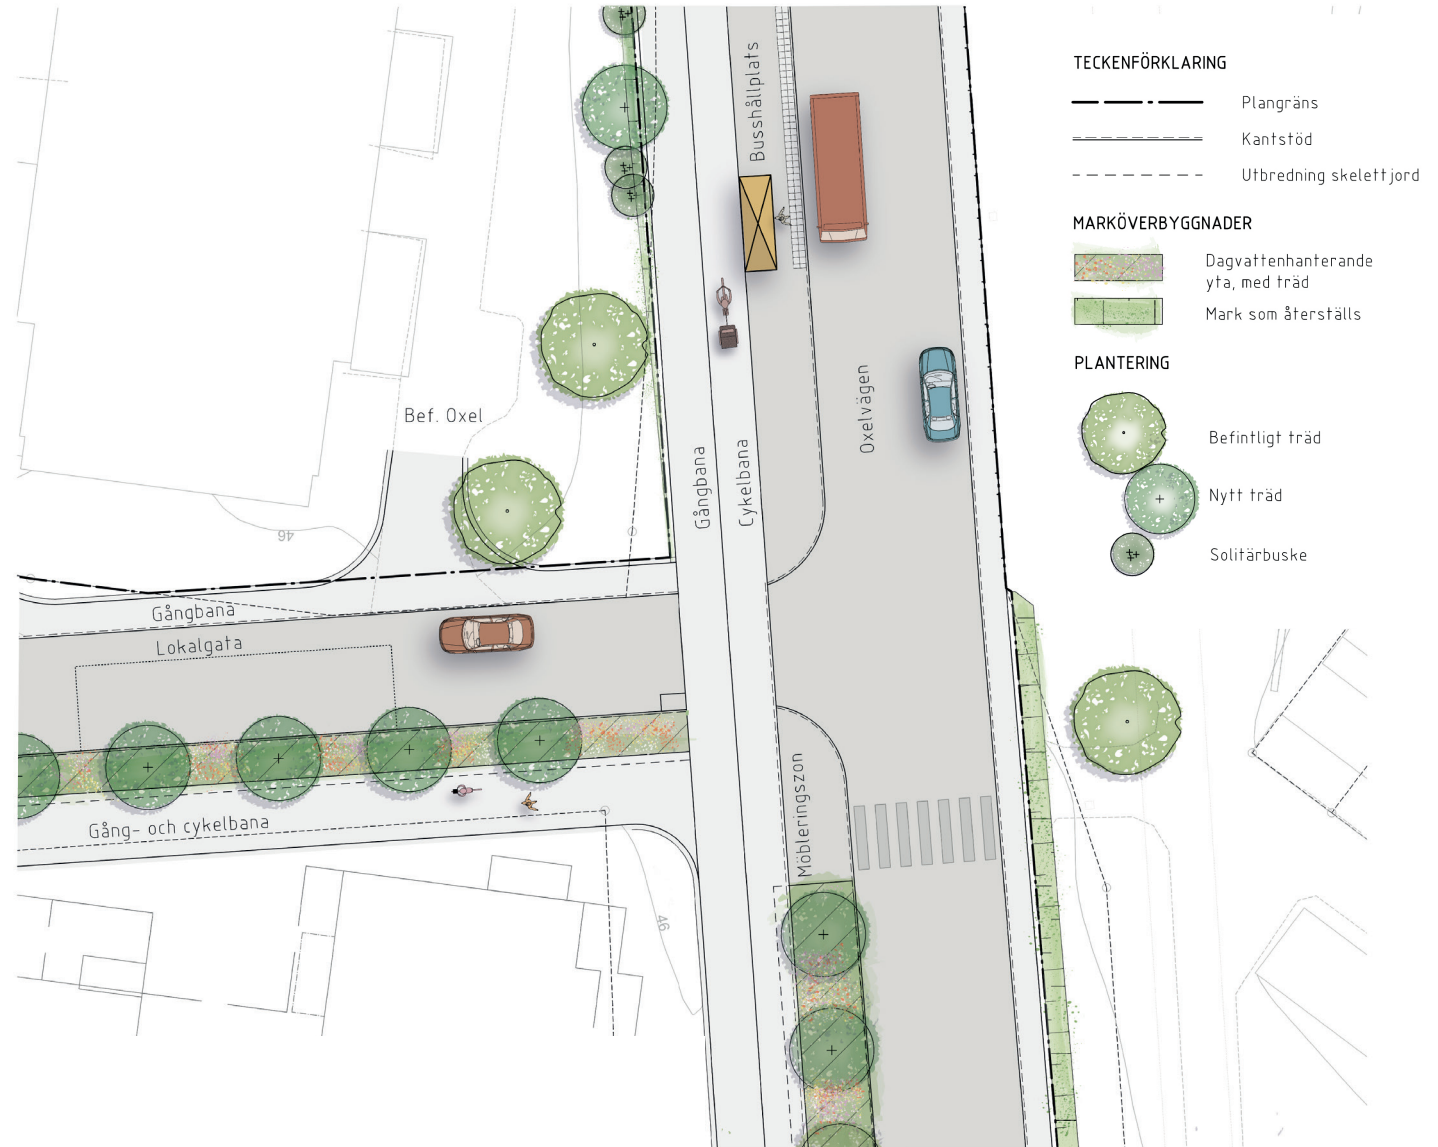 TECKENFÖRKLARING
Plangräns
Kantstöd
Utbredning skelettjord
MARKÖVERBYGGNADER
Dagvattenhanterande
yta, med träd
Mark som återställs
PLANTERING
Befintligt träd
Nytt träd
Solitärbuske
Busshållplats
Oxelvägen
Bef. Oxel
Gångbana
Cykelbana
46
Gångbana
Lokalgata
Möbleringszon
Gång- och cykelbana
46